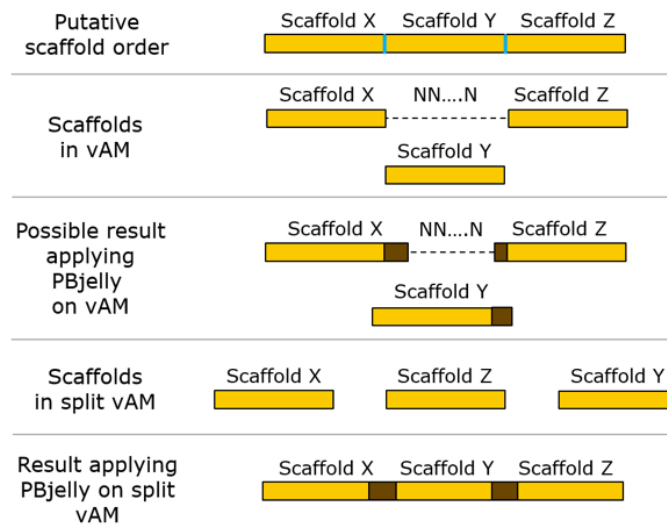 Putative
scaffold order
Scaffold X Scaffold Y Scaffold Z
Scaffolds
in vAM
Scaffold X NN....N Scaffold Z
Scaffold Y
Possible result
applying
PBjelly
on vAM
Scaffold X NN....N Scaffold Z
Scaffold Y
Scaffolds
in split vAM
Scaffold X Scaffold Z Scaffold Y
Result applying
PBjelly on split
vAM
Scaffold X Scaffold Y Scaffold Z